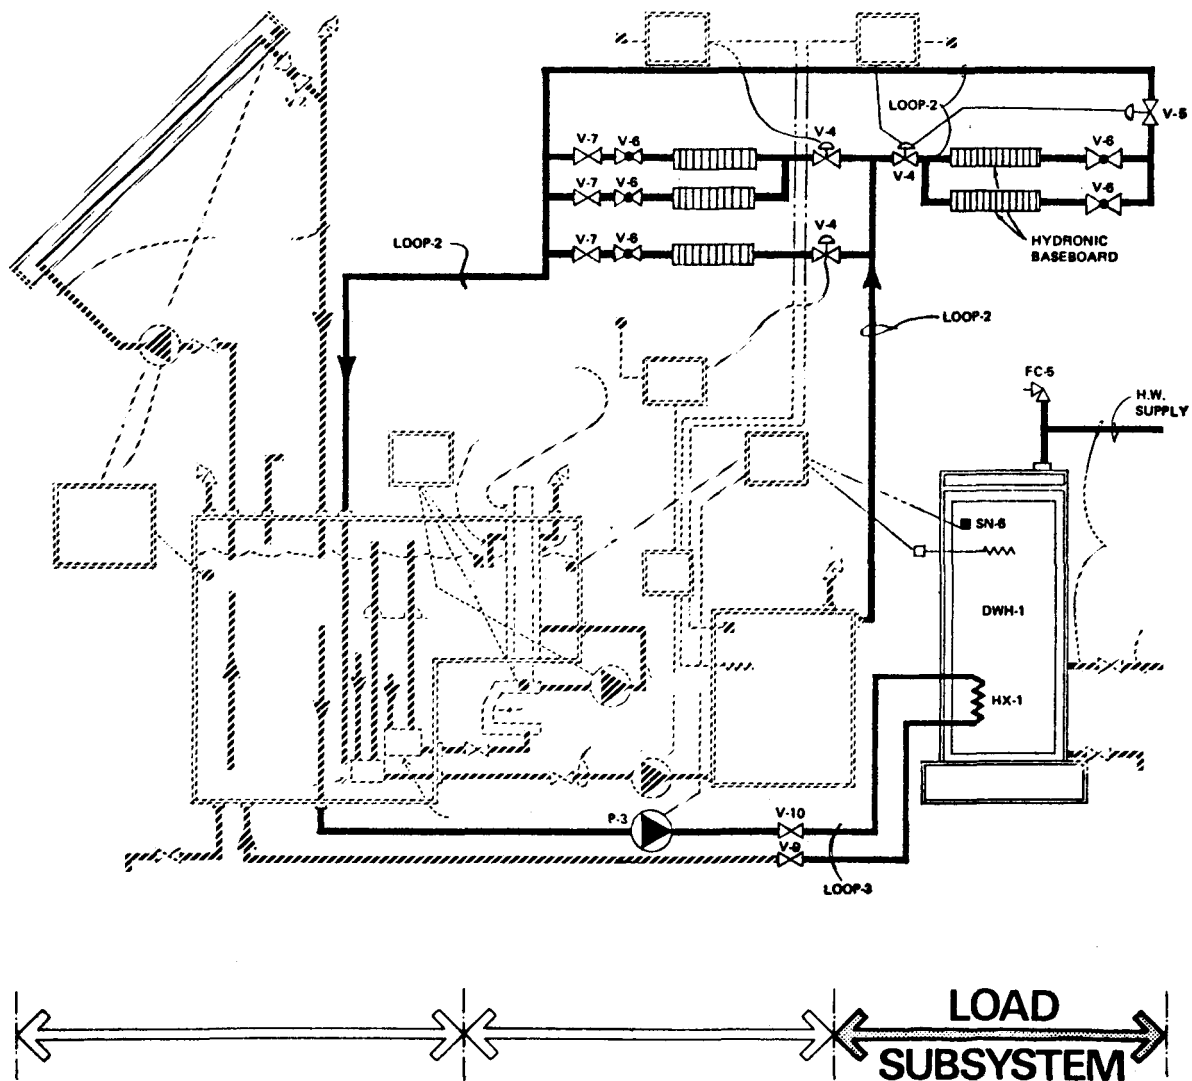 LOOP-2
V-5
V-7 V-6
V-4
V-4
V-6
V-7 V-6
V-6
V-7 V-6
V-4
HYDRONIC
BASEBOARD
LOOP-2
LOOP-2
FC-5
H.W.
SUPPLY
SN-6
DWH-1
HX-1
P-3
V-10
V-9
LOOP-3
LOAD
SUBSYSTEM